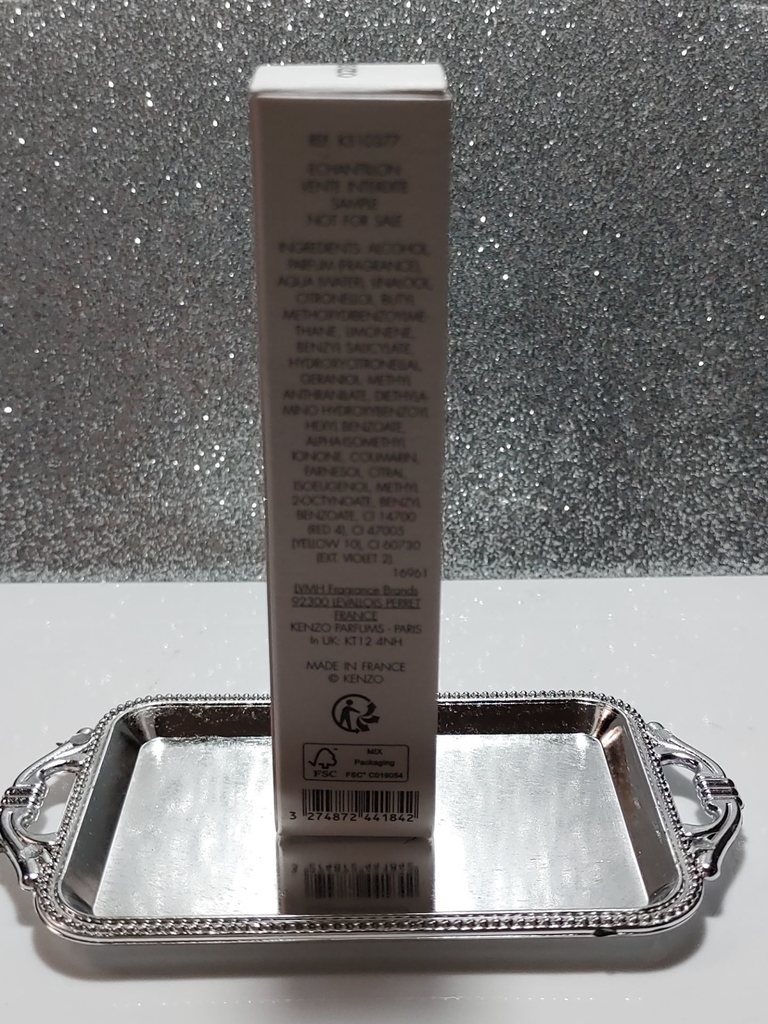 REF. K510377
ECHANTILLON
VENTE INTERDITE
SAMPLE
NOT FOR SALE
INGREDIENTS: ALCOHOL,
PARFUM (FRAGRANCE),
AQUA (WATER), LINALOOL,
CITRONELLOL, BUTYL
METHOXYDIBENZOYLME
THANE, LIMONENE,
BENZYL SALICYLATE,
HYDROXYCITRONELLAL,
GERANIOL, METHYL
ANTHRANILATE, DIETHYLA
MINO HYDROXYBENZOYL
HEXYL BENZOATE,
ALPHA-ISOMETHYL
IONONE, COUMARIN,
FARNESOL, CITRAL,
ISOEUGENOL, METHYL
2-OCTYNOATE, BENZYL
BENZOATE, CI 14700
(RED 4), CI 47005
(YELLOW 10), CI 60730
(EXT. VIOLET 2).
16961
LVMH Fragrance Brands
92300 LEVALLOIS PERRET
FRANCE
KENZO PARFUMS - PARIS
In UK: KT12 4NH
MADE IN FRANCE
© KENZO
MIX
Packaging
FSC FSC® C019054
3 274872 441842